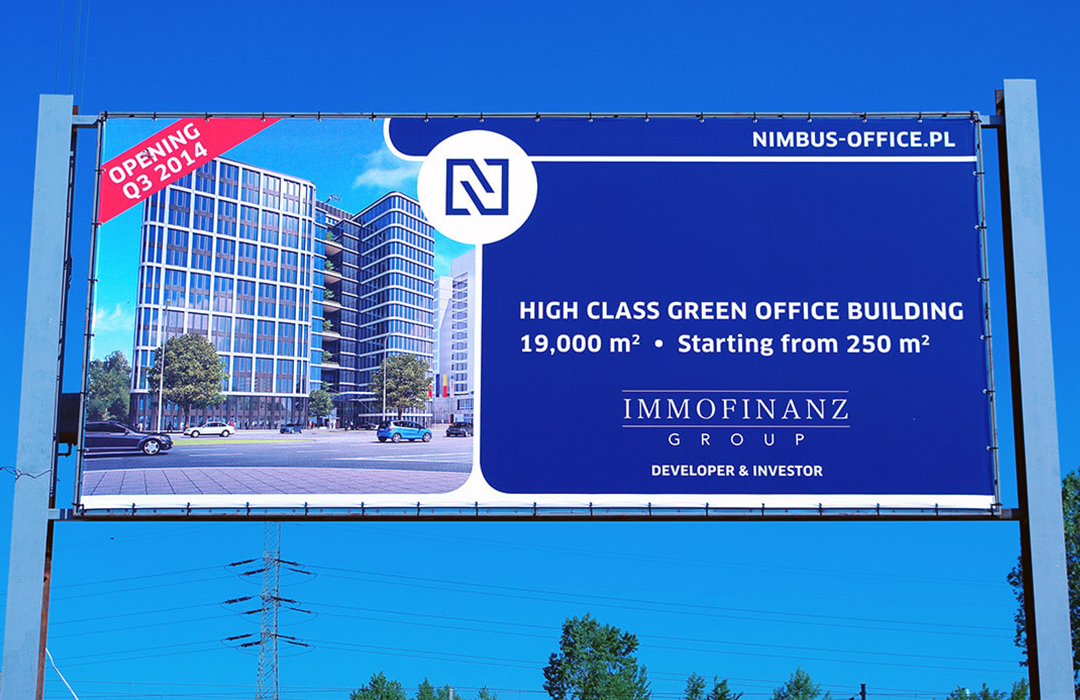 OPENING
Q3 2014
NIMBUS-OFFICE.PL
N
HIGH CLASS GREEN OFFICE BUILDING
19,000 m² • Starting from 250 m²
IMMOFINANZ
GROUP
DEVELOPER & INVESTOR